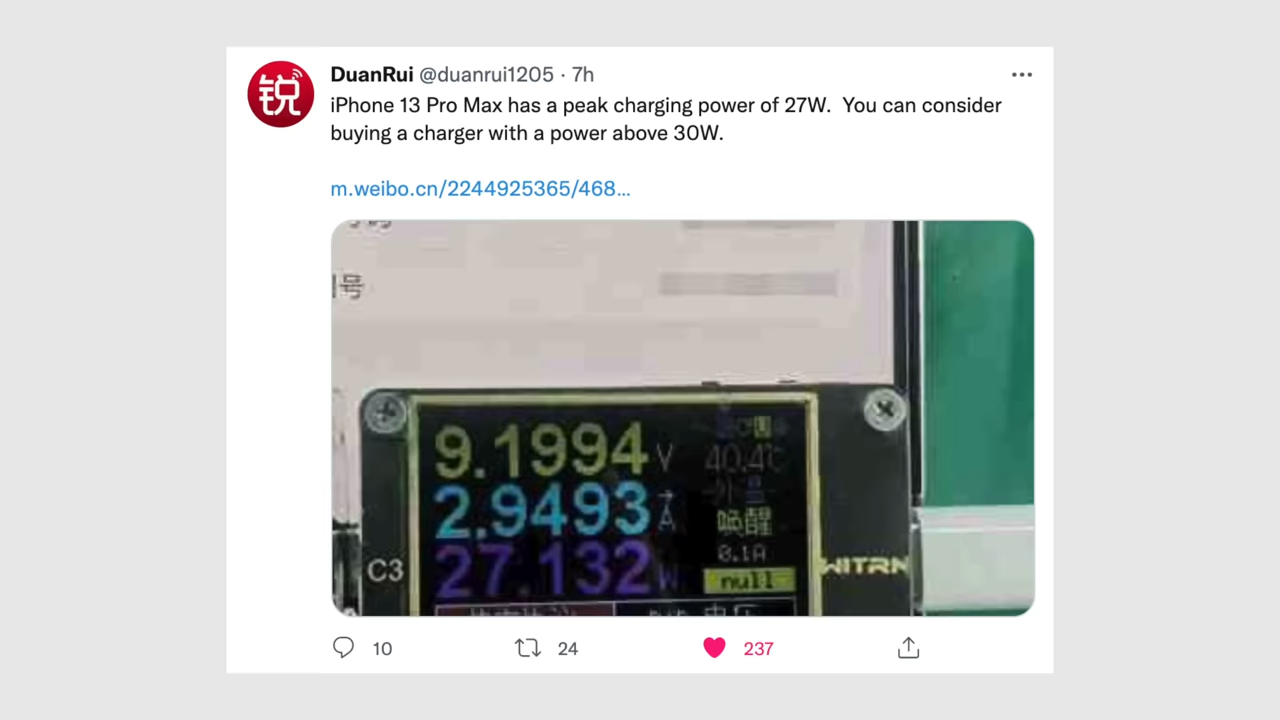 锐
DuanRui @duanrui1205 · 7h
iPhone 13 Pro Max has a peak charging power of 27W. You can consider
buying a charger with a power above 30W.
m.weibo.cn/2244925365/468...
号
9.1994 V
40.4℃
2.9493 A
唤醒
0.1A
C3
27.132 W
null
WITRN
10
24
237